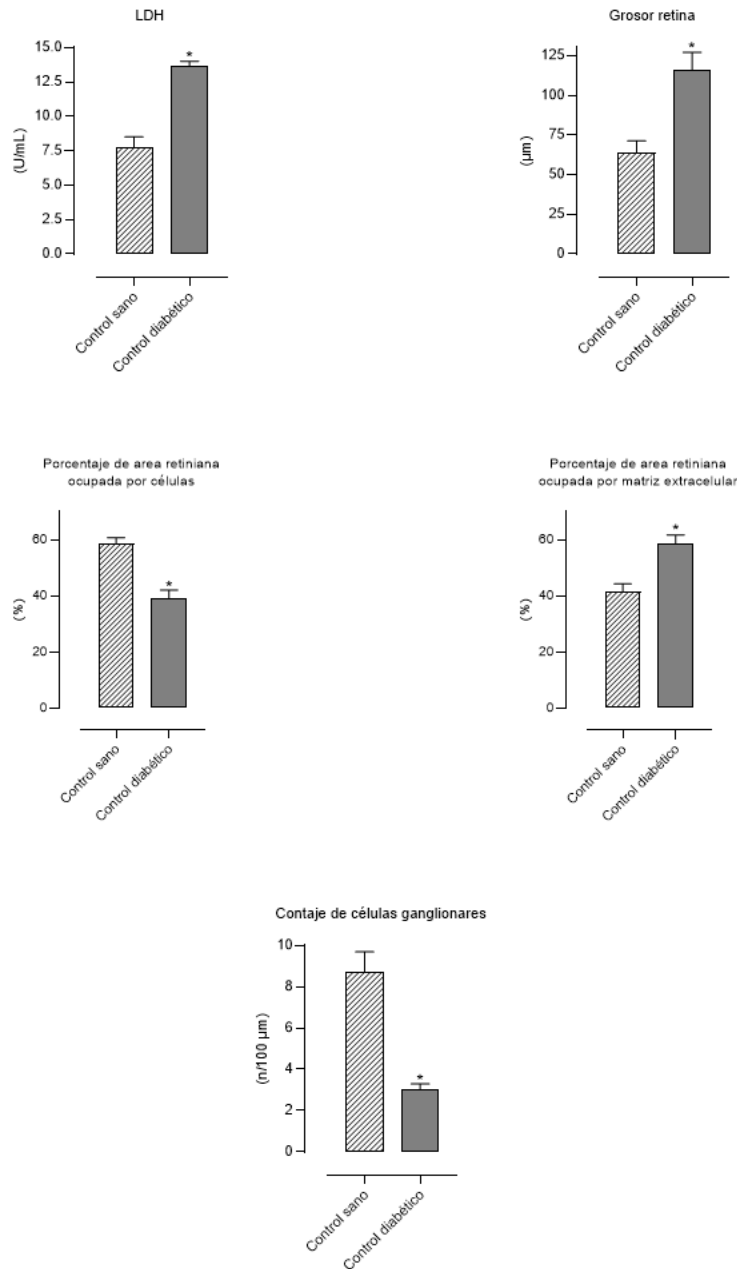 LDH
15.0
12.5
10.0
7.5
5.0
2.5
0.0
(U/mL)
*
Control sano
Control diabético
Grosor retina
125
100
75
50
25
0
(µm)
*
Control sano
Control diabético
Porcentaje de area retiniana
ocupada por células
60
40
20
0
(%)
*
Control sano
Control diabético
Porcentaje de area retiniana
ocupada por matriz extracelular
60
40
20
0
(%)
*
Control sano
Control diabético
Contaje de células ganglionares
10
8
6
4
2
0
(n/100 µm)
*
Control sano
Control diabético